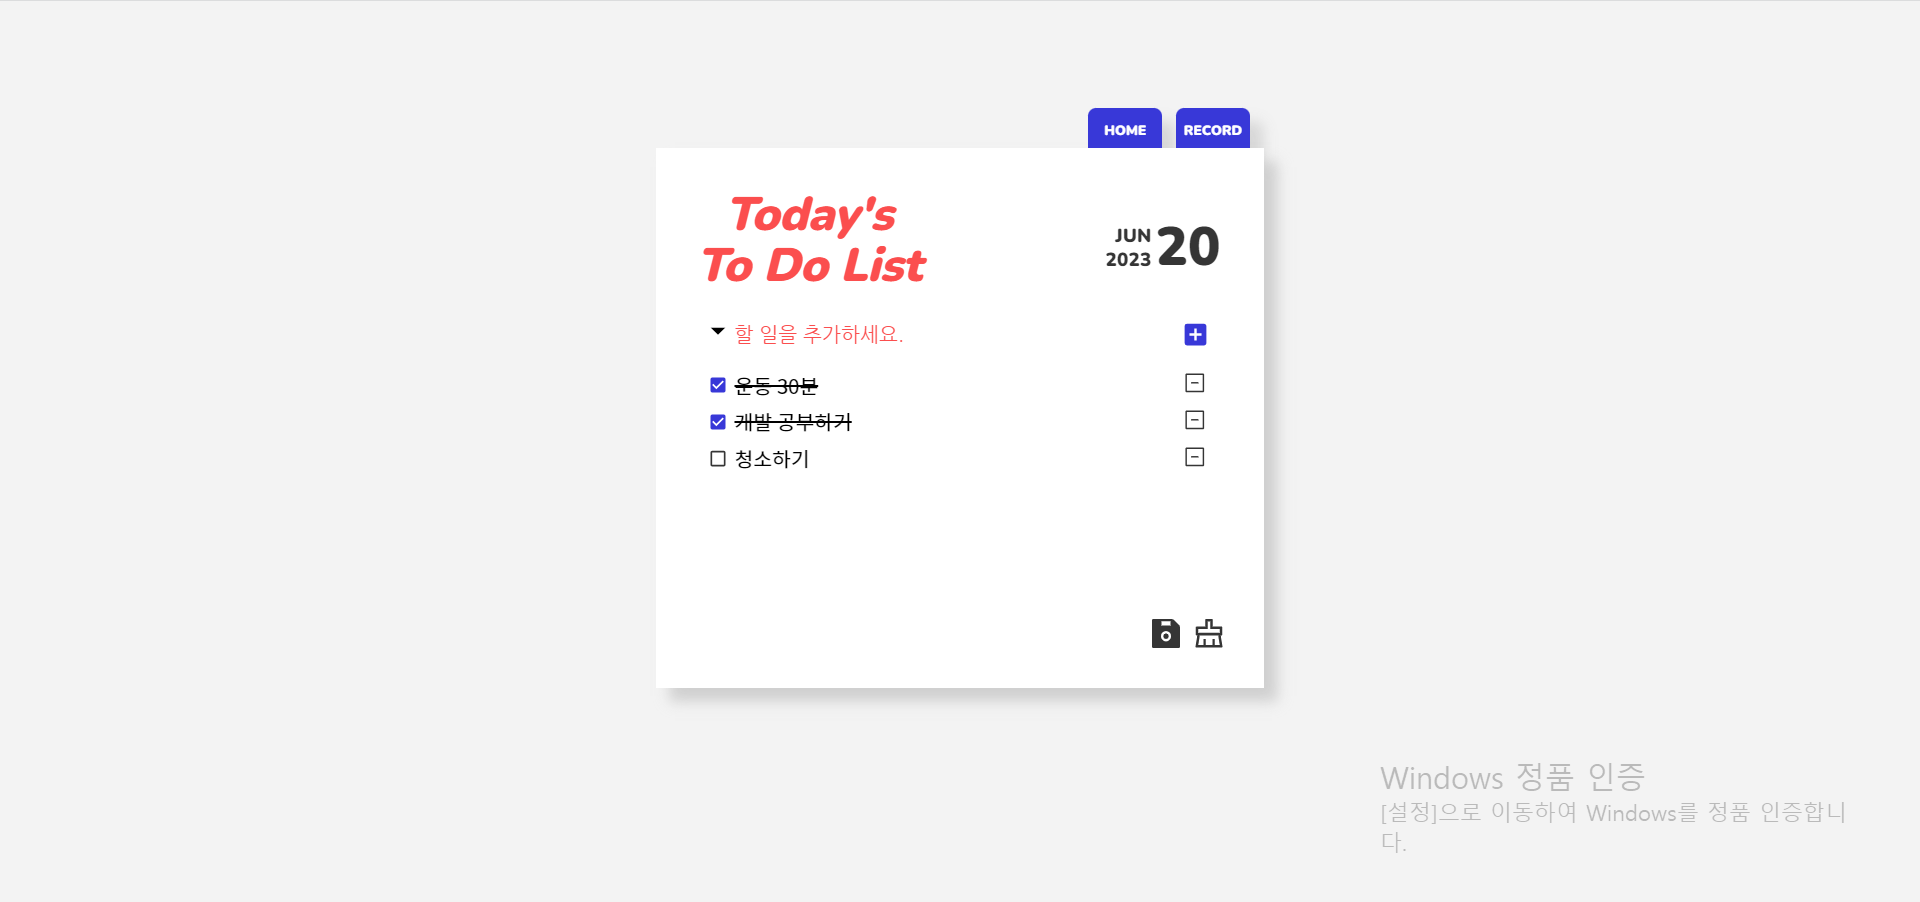 HOME
RECORD
Today's
To Do List
JUN
2023
20
할 일을 추가하세요.
운동 30분
개발 공부하기
청소하기
Windows 정품 인증
[설정]으로 이동하여 Windows를 정품 인증합니
다.